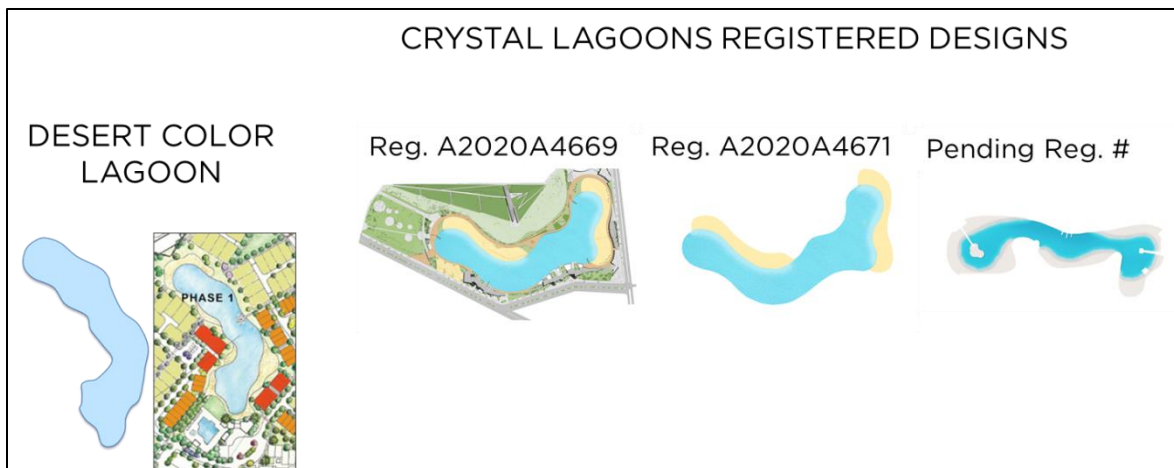 CRYSTAL LAGOONS REGISTERED DESIGNS
DESERT COLOR
LAGOON
PHASE 1
Reg. A2020A4669
Reg. A2020A4671
Pending Reg. #